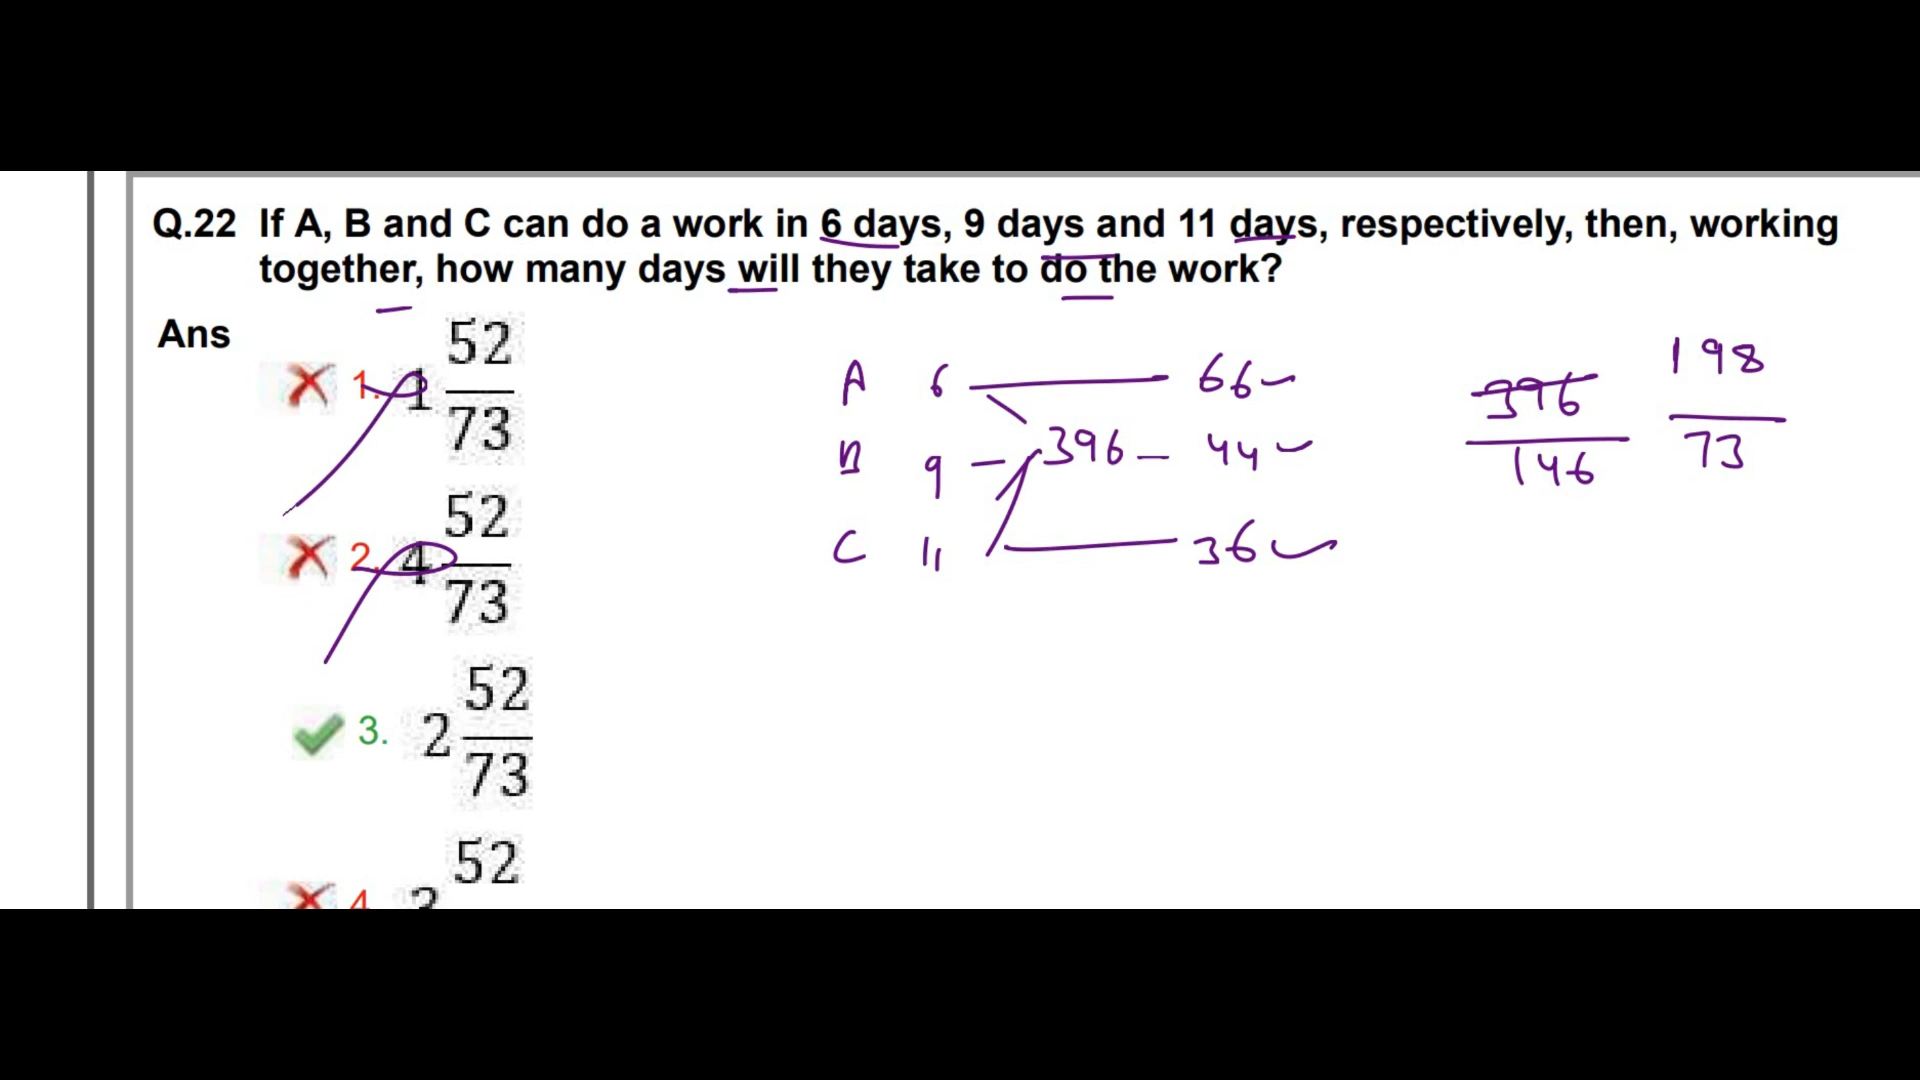 Q.22 If A, B and C can do a work in 6 days, 9 days and 11 days, respectively, then, working
together, how many days will they take to do the work?
Ans
1. 1 52/73
2. 4 52/73
3. 2 52/73
4. 3 52
A 6 66
B 9 396 44
C 11 36
396/146 198/73